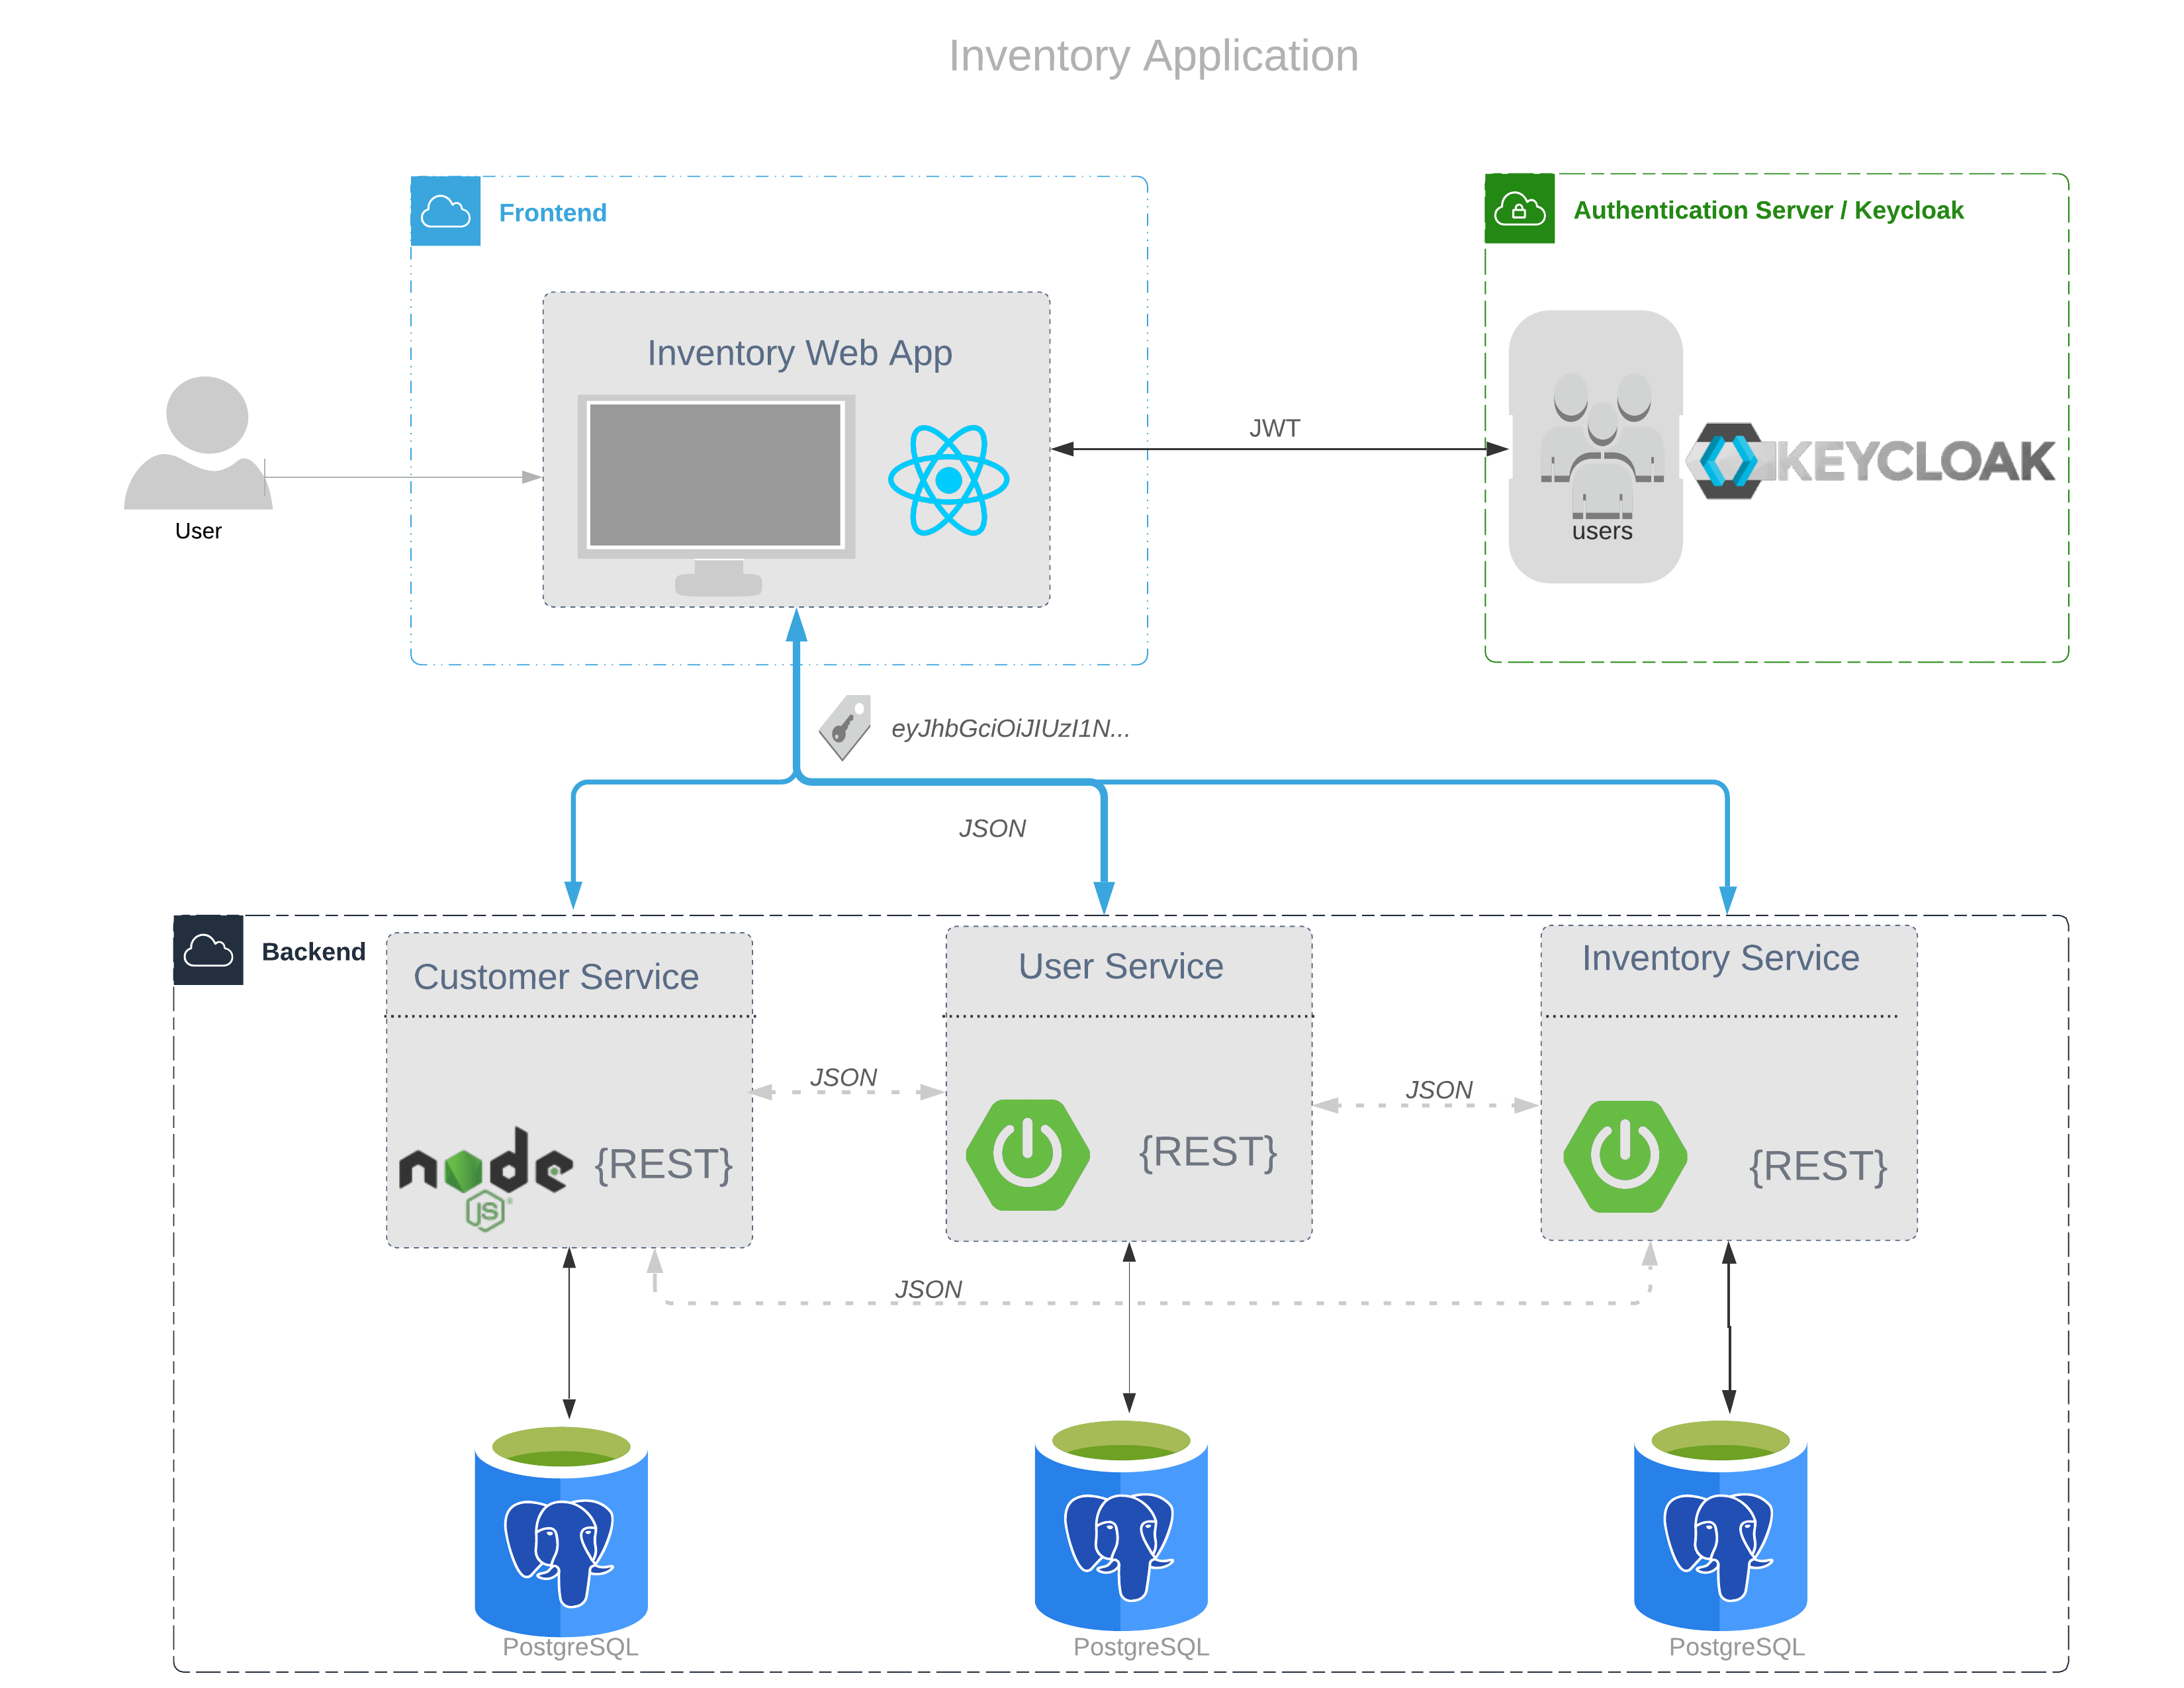 Inventory Application
Frontend
Authentication Server / Keycloak
Inventory Web App
User
JWT
users
KEYCLOAK
eyJhbGciOiJIUzI1N...
JSON
Backend
Customer Service
User Service
Inventory Service
JSON
JSON
node
JS
{REST}
{REST}
{REST}
JSON
PostgreSQL
PostgreSQL
PostgreSQL